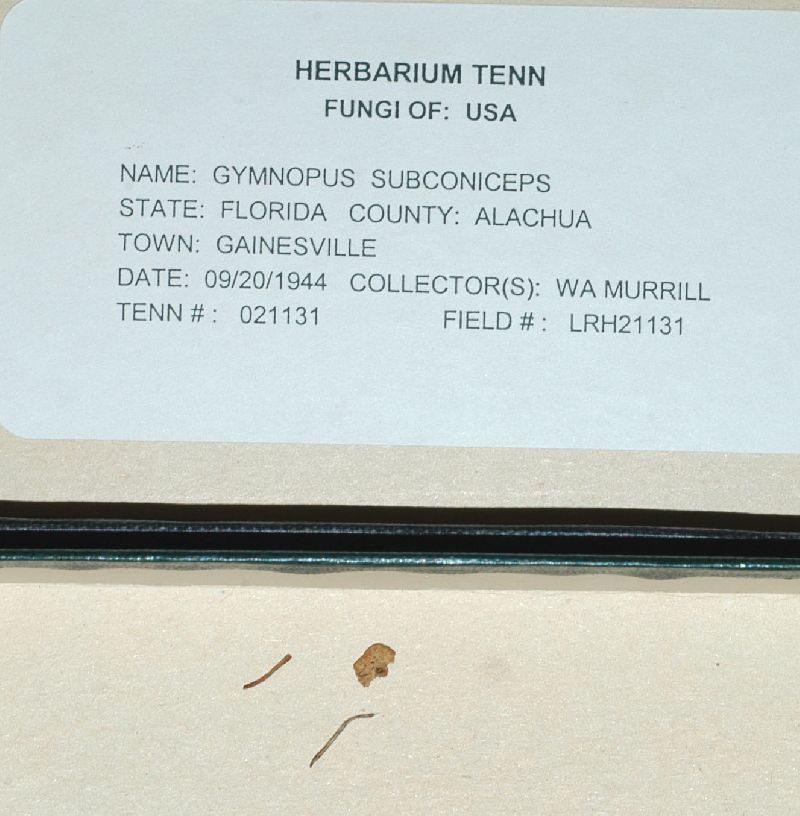 HERBARIUM TENN
FUNGI OF: USA
NAME: GYMNOPUS SUBCONICEPS
STATE: FLORIDA COUNTY: ALACHUA
TOWN: GAINESVILLE
DATE: 09/20/1944 COLLECTOR(S): WA MURRILL
TENN # : 021131 FIELD # : LRH21131